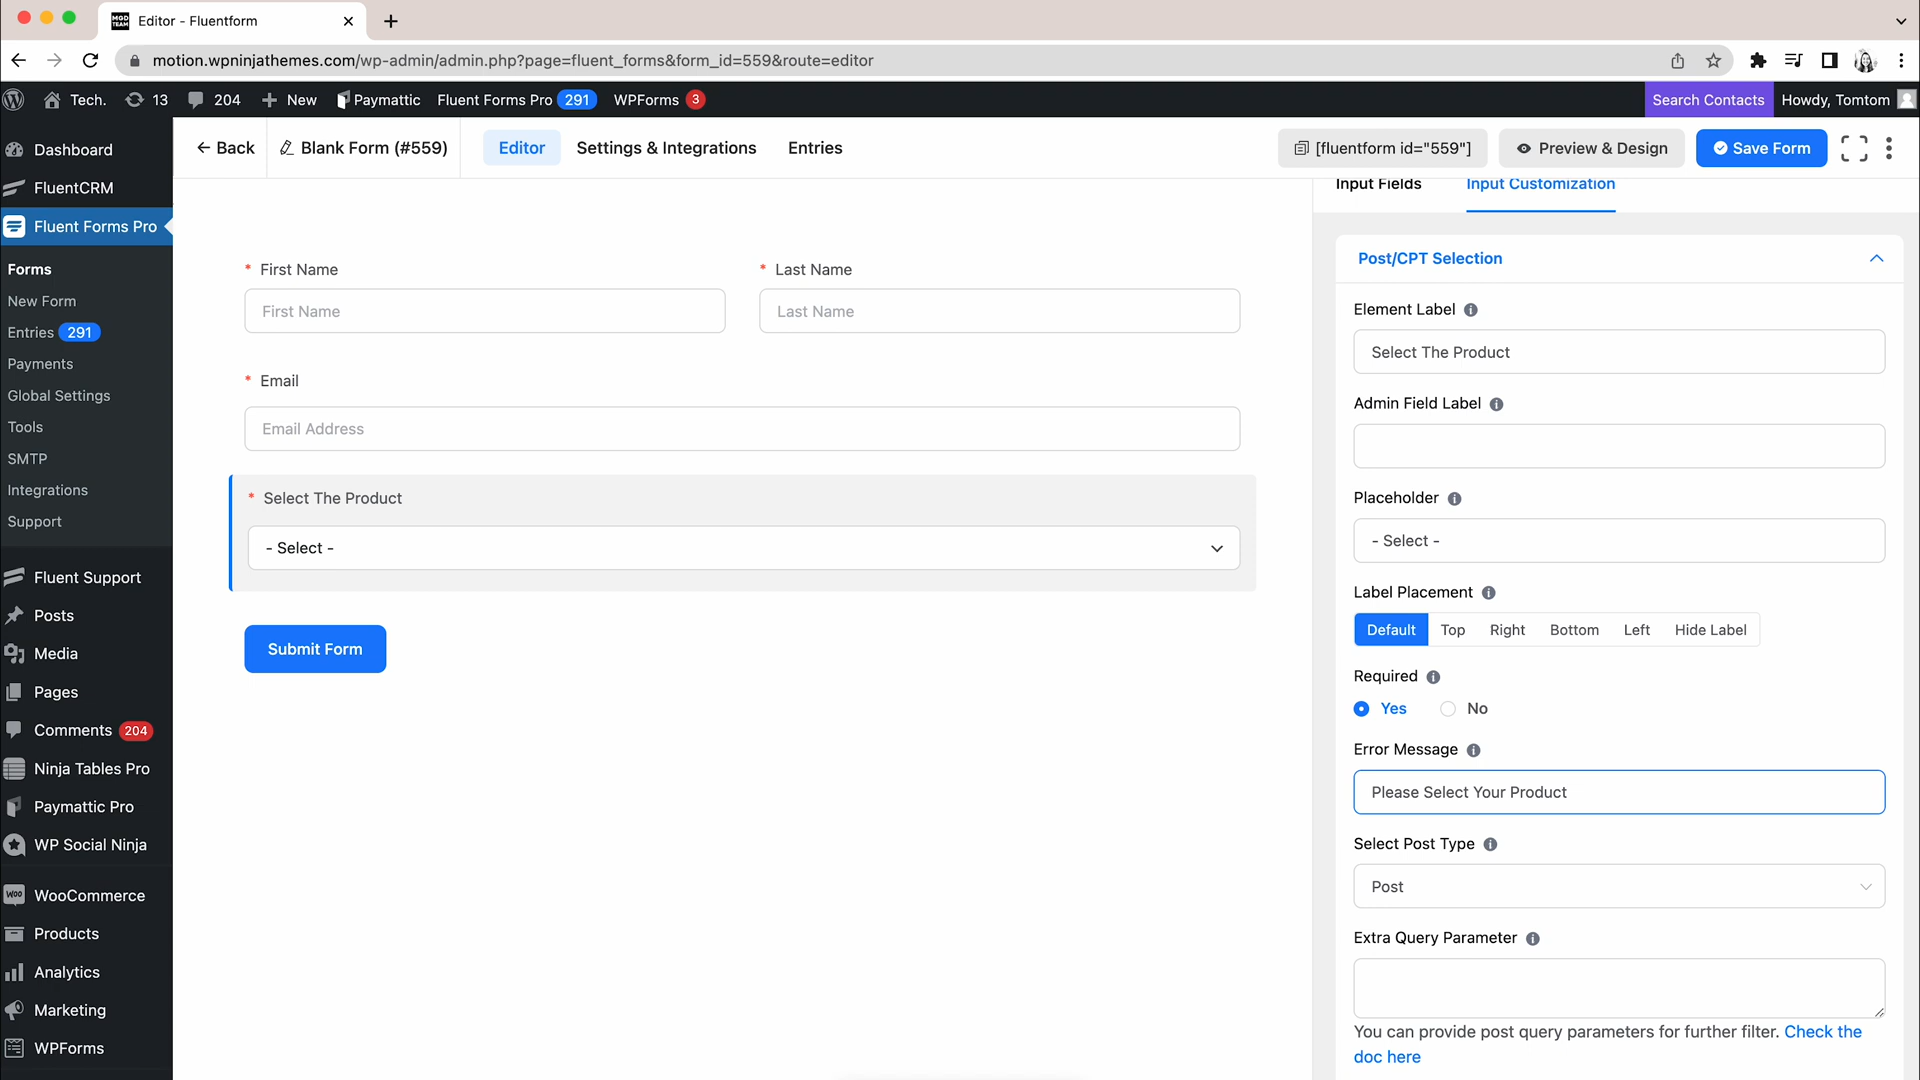 Editor - Fluentform
motion.wpninjathemes.com/wp-admin/admin.php?page=fluent_forms&form_id=559&route=editor
Tech.
13
204
New
Paymattic
Fluent Forms Pro 291
WPForms 3
Search Contacts
Howdy, Tomtom
Dashboard
FluentCRM
Fluent Forms Pro
Forms
New Form
Entries 291
Payments
Global Settings
Tools
SMTP
Integrations
Support
Fluent Support
Posts
Media
Pages
Comments 204
Ninja Tables Pro
Paymattic Pro
WP Social Ninja
WooCommerce
Products
Analytics
Marketing
WPForms
Back
Blank Form (#559)
Editor
Settings & Integrations
Entries
[fluentform id="559"]
Preview & Design
Save Form
* First Name
First Name
* Last Name
Last Name
* Email
Email Address
* Select The Product
- Select -
Submit Form
Input Fields
Input Customization
Post/CPT Selection
Element Label
Select The Product
Admin Field Label
Placeholder
- Select -
Label Placement
Default Top Right Bottom Left Hide Label
Required
Yes No
Error Message
Please Select Your Product
Select Post Type
Post
Extra Query Parameter
You can provide post query parameters for further filter. Check the
doc here